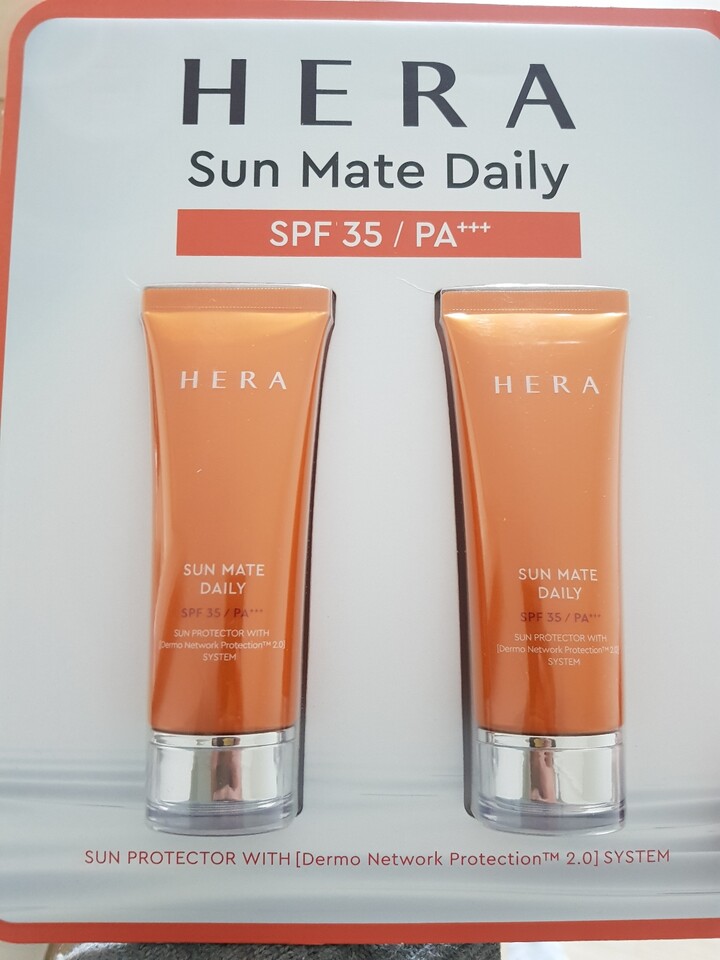 HERA
Sun Mate Daily
SPF 35 / PA+++
HERA
SUN MATE
DAILY
SPF 35 / PA+++
SUN PROTECTOR WITH
[Dermo Network Protection™ 2.0]
SYSTEM
HERA
SUN MATE
DAILY
SPF 35 / PA+++
SUN PROTECTOR WITH
[Dermo Network Protection™ 2.0]
SYSTEM
SUN PROTECTOR WITH [Dermo Network Protection™ 2.0] SYSTEM